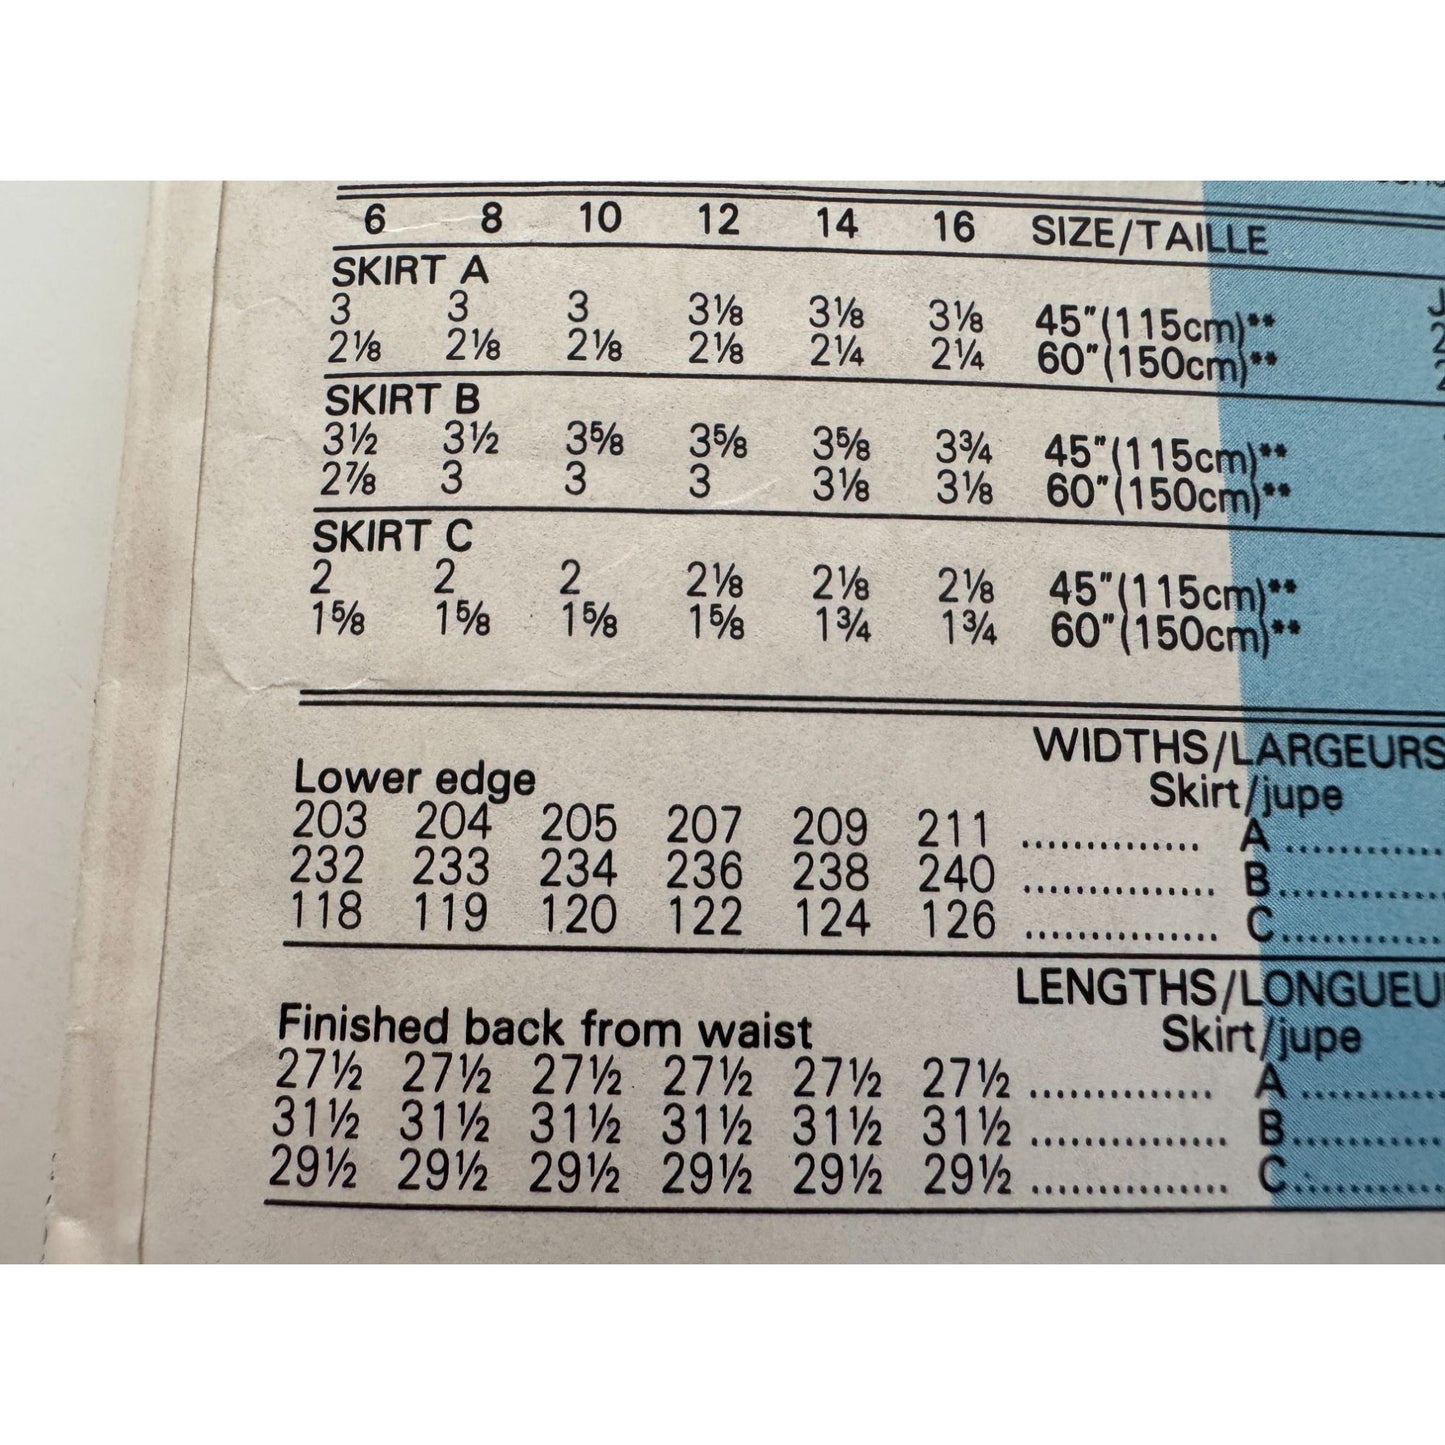 6 8 10 12 14 16 SIZE/TAILLE
SKIRT A
3 3 3 3⅛ 3⅛ 3⅛ 45"(115cm)**
2⅛ 2⅛ 2⅛ 2⅛ 2¼ 2¼ 60"(150cm)**
SKIRT B
3½ 3½ 3⅝ 3⅝ 3⅝ 3¾ 45"(115cm)**
2⅞ 3 3 3 3⅛ 3⅛ 60"(150cm)**
SKIRT C
2 2 2 2⅛ 2⅛ 2⅛ 45"(115cm)**
1⅝ 1⅝ 1⅝ 1⅝ 1¾ 1¾ 60"(150cm)**
WIDTHS/LARGEURS
Lower edge Skirt/jupe
203 204 205 207 209 211 ............... A ............
232 233 234 236 238 240 ................ B............
118 119 120 122 124 126 ................ C............
LENGTHS/LONGUEU
Finished back from waist Skirt/jupe
27½ 27½ 27½ 27½ 27½ 27½ .............. A ...........
31½ 31½ 31½ 31½ 31½ 31½ ............... B...........
29½ 29½ 29½ 29½ 29½ 29½ ............... C...........